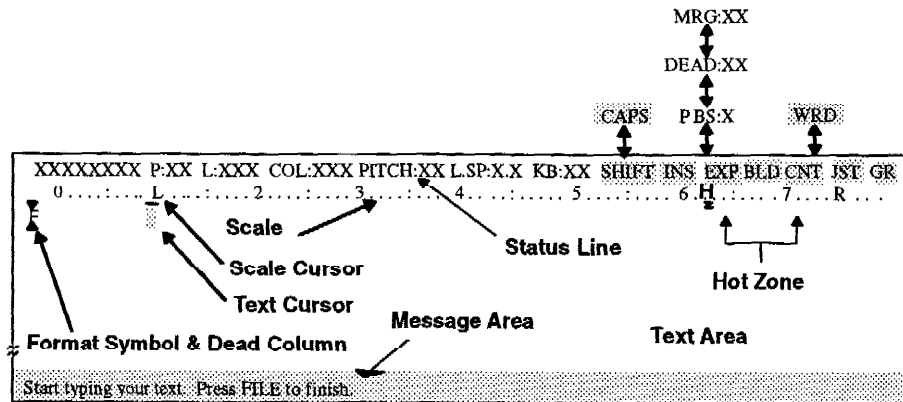 MRG:XX
DEAD:XX
CAPS PBS:X WRD
XXXXXXXX P:XX L:XXX COL:XXX PITCH:XX L.SP:X.X KB:XX SHIFT INS EXP BLD CNT JST GR
0....:....L....:....2....:....3....:....4....:....5....:....6.H..:....7....:R....
E
Scale
Status Line
Scale Cursor
Hot Zone
Text Cursor
Message Area
Text Area
Format Symbol & Dead Column
Start typing your text. Press FILE to finish.